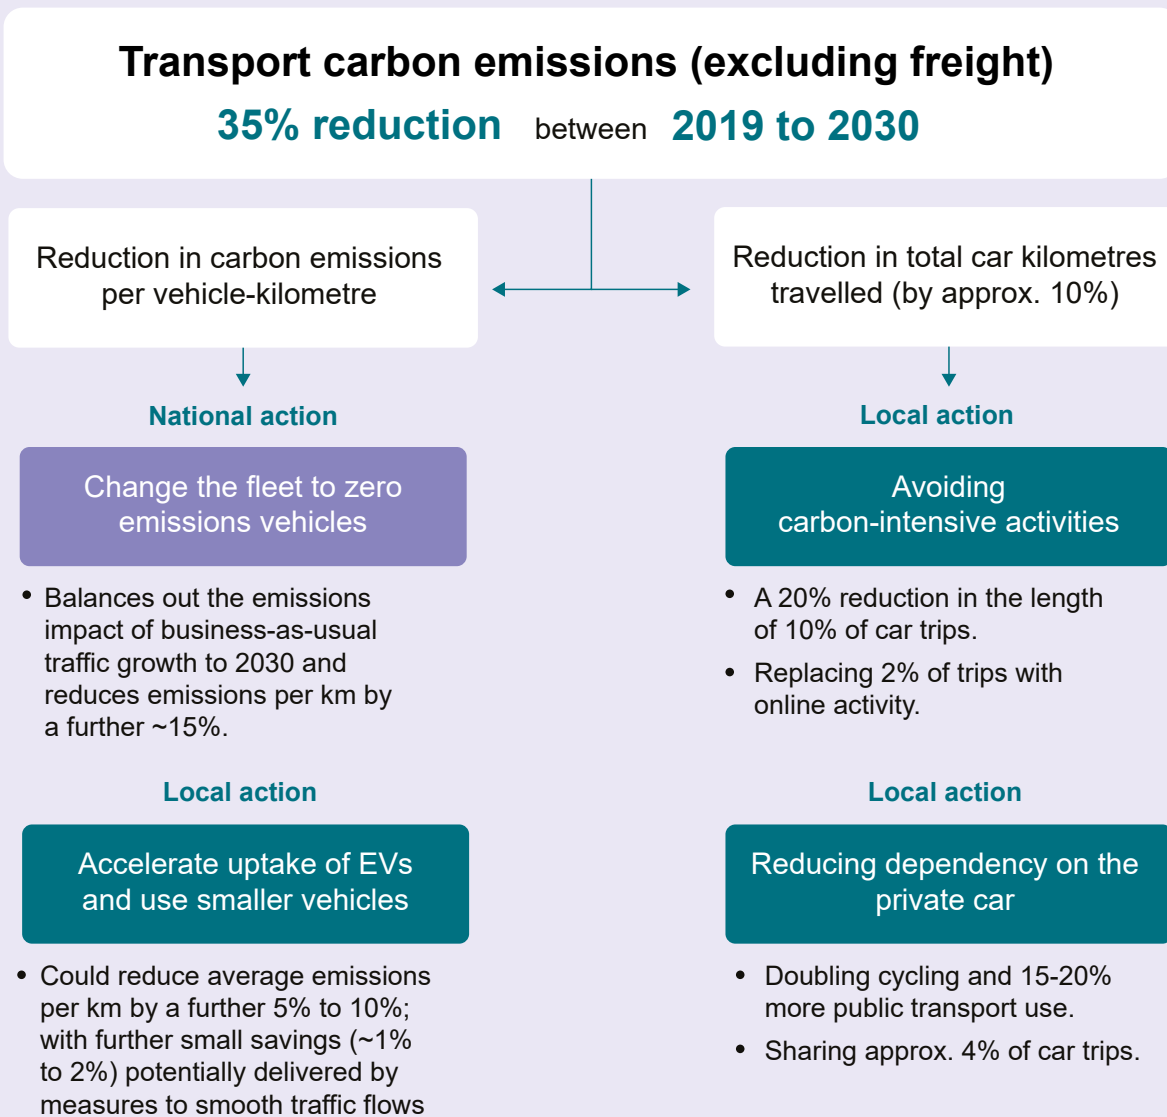 Transport carbon emissions (excluding freight)
35% reduction between 2019 to 2030
Reduction in carbon emissions
per vehicle-kilometre
National action
Change the fleet to zero
emissions vehicles
• Balances out the emissions
impact of business-as-usual
traffic growth to 2030 and
reduces emissions per km by
a further ~15%.
Local action
Accelerate uptake of EVs
and use smaller vehicles
• Could reduce average emissions
per km by a further 5% to 10%;
with further small savings (~1%
to 2%) potentially delivered by
measures to smooth traffic flows
Reduction in total car kilometres
travelled (by approx. 10%)
Local action
Avoiding
carbon-intensive activities
• A 20% reduction in the length
of 10% of car trips.
• Replacing 2% of trips with
online activity.
Local action
Reducing dependency on the
private car
• Doubling cycling and 15-20%
more public transport use.
• Sharing approx. 4% of car trips.